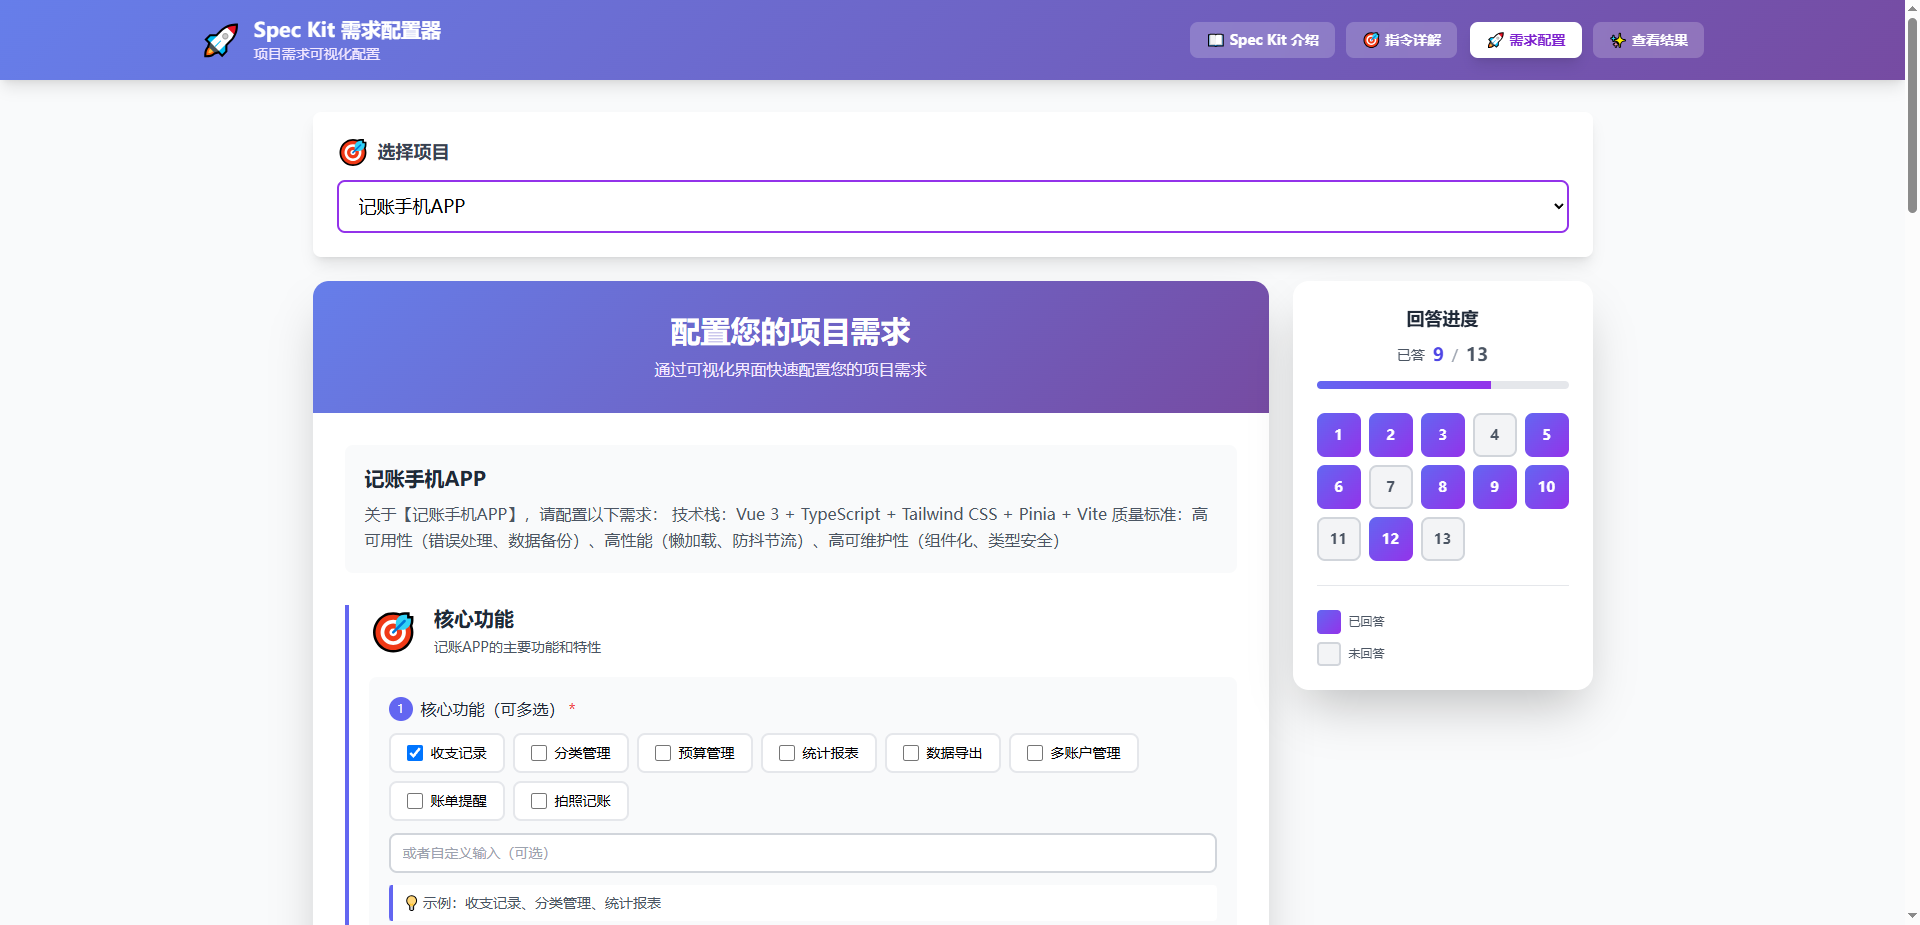 Spec Kit 需求配置器
项目需求可视化配置
Spec Kit 介绍
指令详解
需求配置
查看结果
选择项目
记账手机APP
配置您的项目需求
通过可视化界面快速配置您的项目需求
记账手机APP
关于【记账手机APP】，请配置以下需求： 技术栈：Vue 3 + TypeScript + Tailwind CSS + Pinia + Vite 质量标准：高
可用性（错误处理、数据备份）、高性能（懒加载、防抖节流）、高可维护性（组件化、类型安全）
核心功能
记账APP的主要功能和特性
1 核心功能（可多选） *
收支记录 分类管理 预算管理 统计报表 数据导出 多账户管理
账单提醒 拍照记账
或者自定义输入（可选）
示例：收支记录、分类管理、统计报表
回答进度
已答 9 / 13
1 2 3 4 5
6 7 8 9 10
11 12 13
已回答
未回答